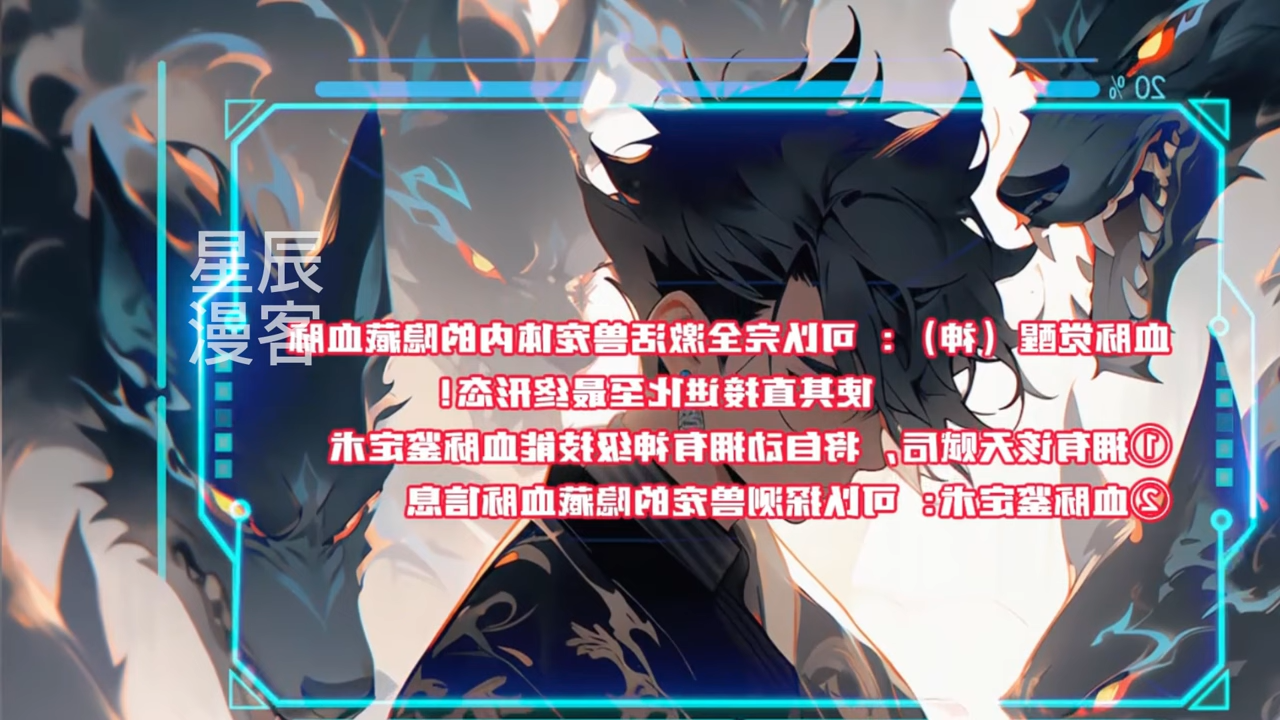 20 %
星辰
漫客
血脉觉醒（神）：可以完全激活兽宠体内的隐藏血脉
使其直接进化至最终形态！
①拥有该天赋后，将自动拥有神级技能血脉鉴定术
②血脉鉴定术：可以探测兽宠的隐藏血脉信息